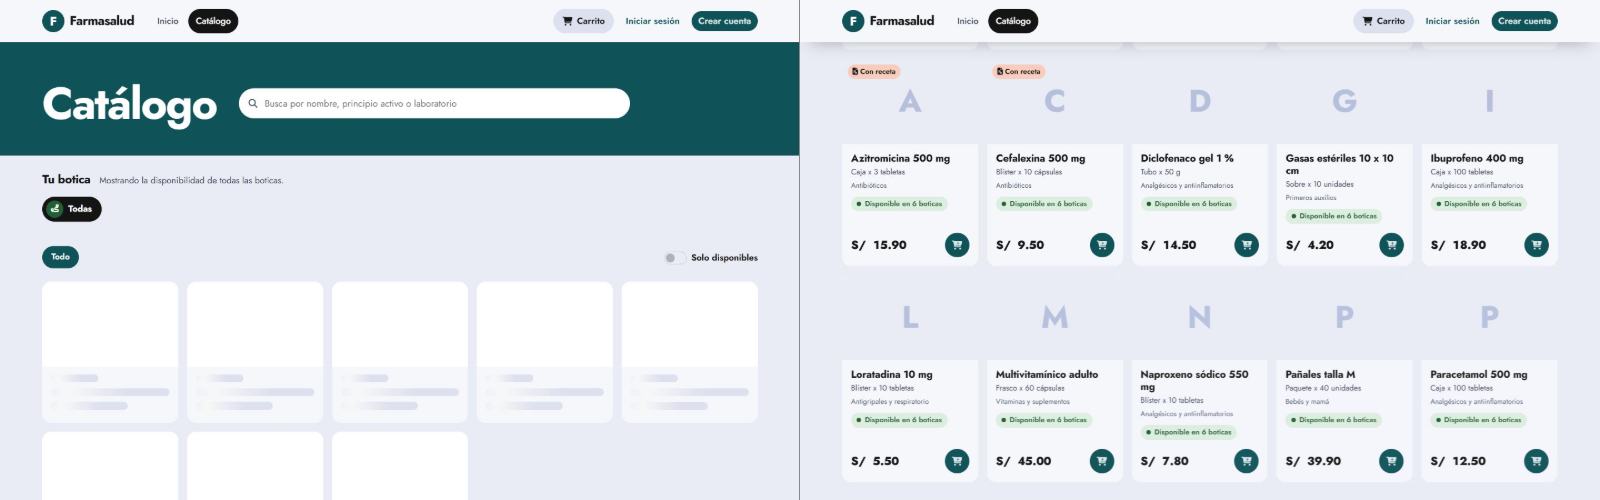 F Farmasalud Inicio Catálogo Carrito Iniciar sesión Crear cuenta
Catálogo
Busca por nombre, principio activo o laboratorio
Tu botica Mostrando la disponibilidad de todas las boticas.
Todas
Todo Solo disponibles
F Farmasalud Inicio Catálogo Carrito Iniciar sesión Crear cuenta
Con receta Con receta
A C D G I
Azitromicina 500 mg
Caja x 3 tabletas
Antibióticos
Disponible en 6 boticas
S/ 15.90
Cefalexina 500 mg
Blíster x 10 cápsulas
Antibióticos
Disponible en 6 boticas
S/ 9.50
Diclofenaco gel 1 %
Tubo x 50 g
Analgésicos y antiinflamatorios
Disponible en 6 boticas
S/ 14.50
Gasas estériles 10 x 10
cm
Sobre x 10 unidades
Primeros auxilios
Disponible en 6 boticas
S/ 4.20
Ibuprofeno 400 mg
Caja x 100 tabletas
Analgésicos y antiinflamatorios
Disponible en 6 boticas
S/ 18.90
L M N P P
Loratadina 10 mg
Blíster x 10 tabletas
Antigripales y respiratorio
Disponible en 6 boticas
S/ 5.50
Multivitamínico adulto
Frasco x 60 cápsulas
Vitaminas y suplementos
Disponible en 6 boticas
S/ 45.00
Naproxeno sódico 550
mg
Blíster x 10 tabletas
Analgésicos y antiinflamatorios
Disponible en 6 boticas
S/ 7.80
Pañales talla M
Paquete x 40 unidades
Bebés y mamá
Disponible en 6 boticas
S/ 39.90
Paracetamol 500 mg
Caja x 100 tabletas
Analgésicos y antiinflamatorios
Disponible en 6 boticas
S/ 12.50